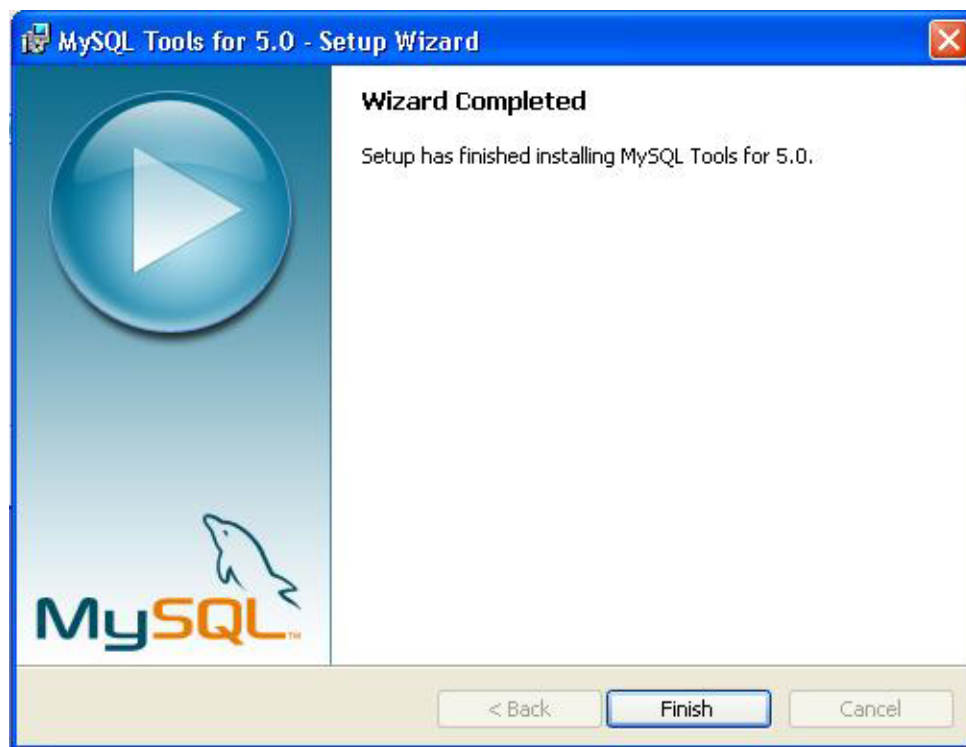 MySQL Tools for 5.0 - Setup Wizard
Wizard Completed
Setup has finished installing MySQL Tools for 5.0.
MySQL™
< Back
Finish
Cancel